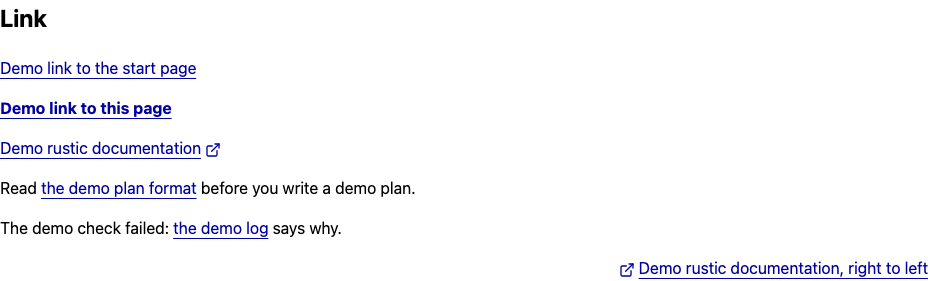 Link
Demo link to the start page
Demo link to this page
Demo rustic documentation
Read the demo plan format before you write a demo plan.
The demo check failed: the demo log says why.
Demo rustic documentation, right to left